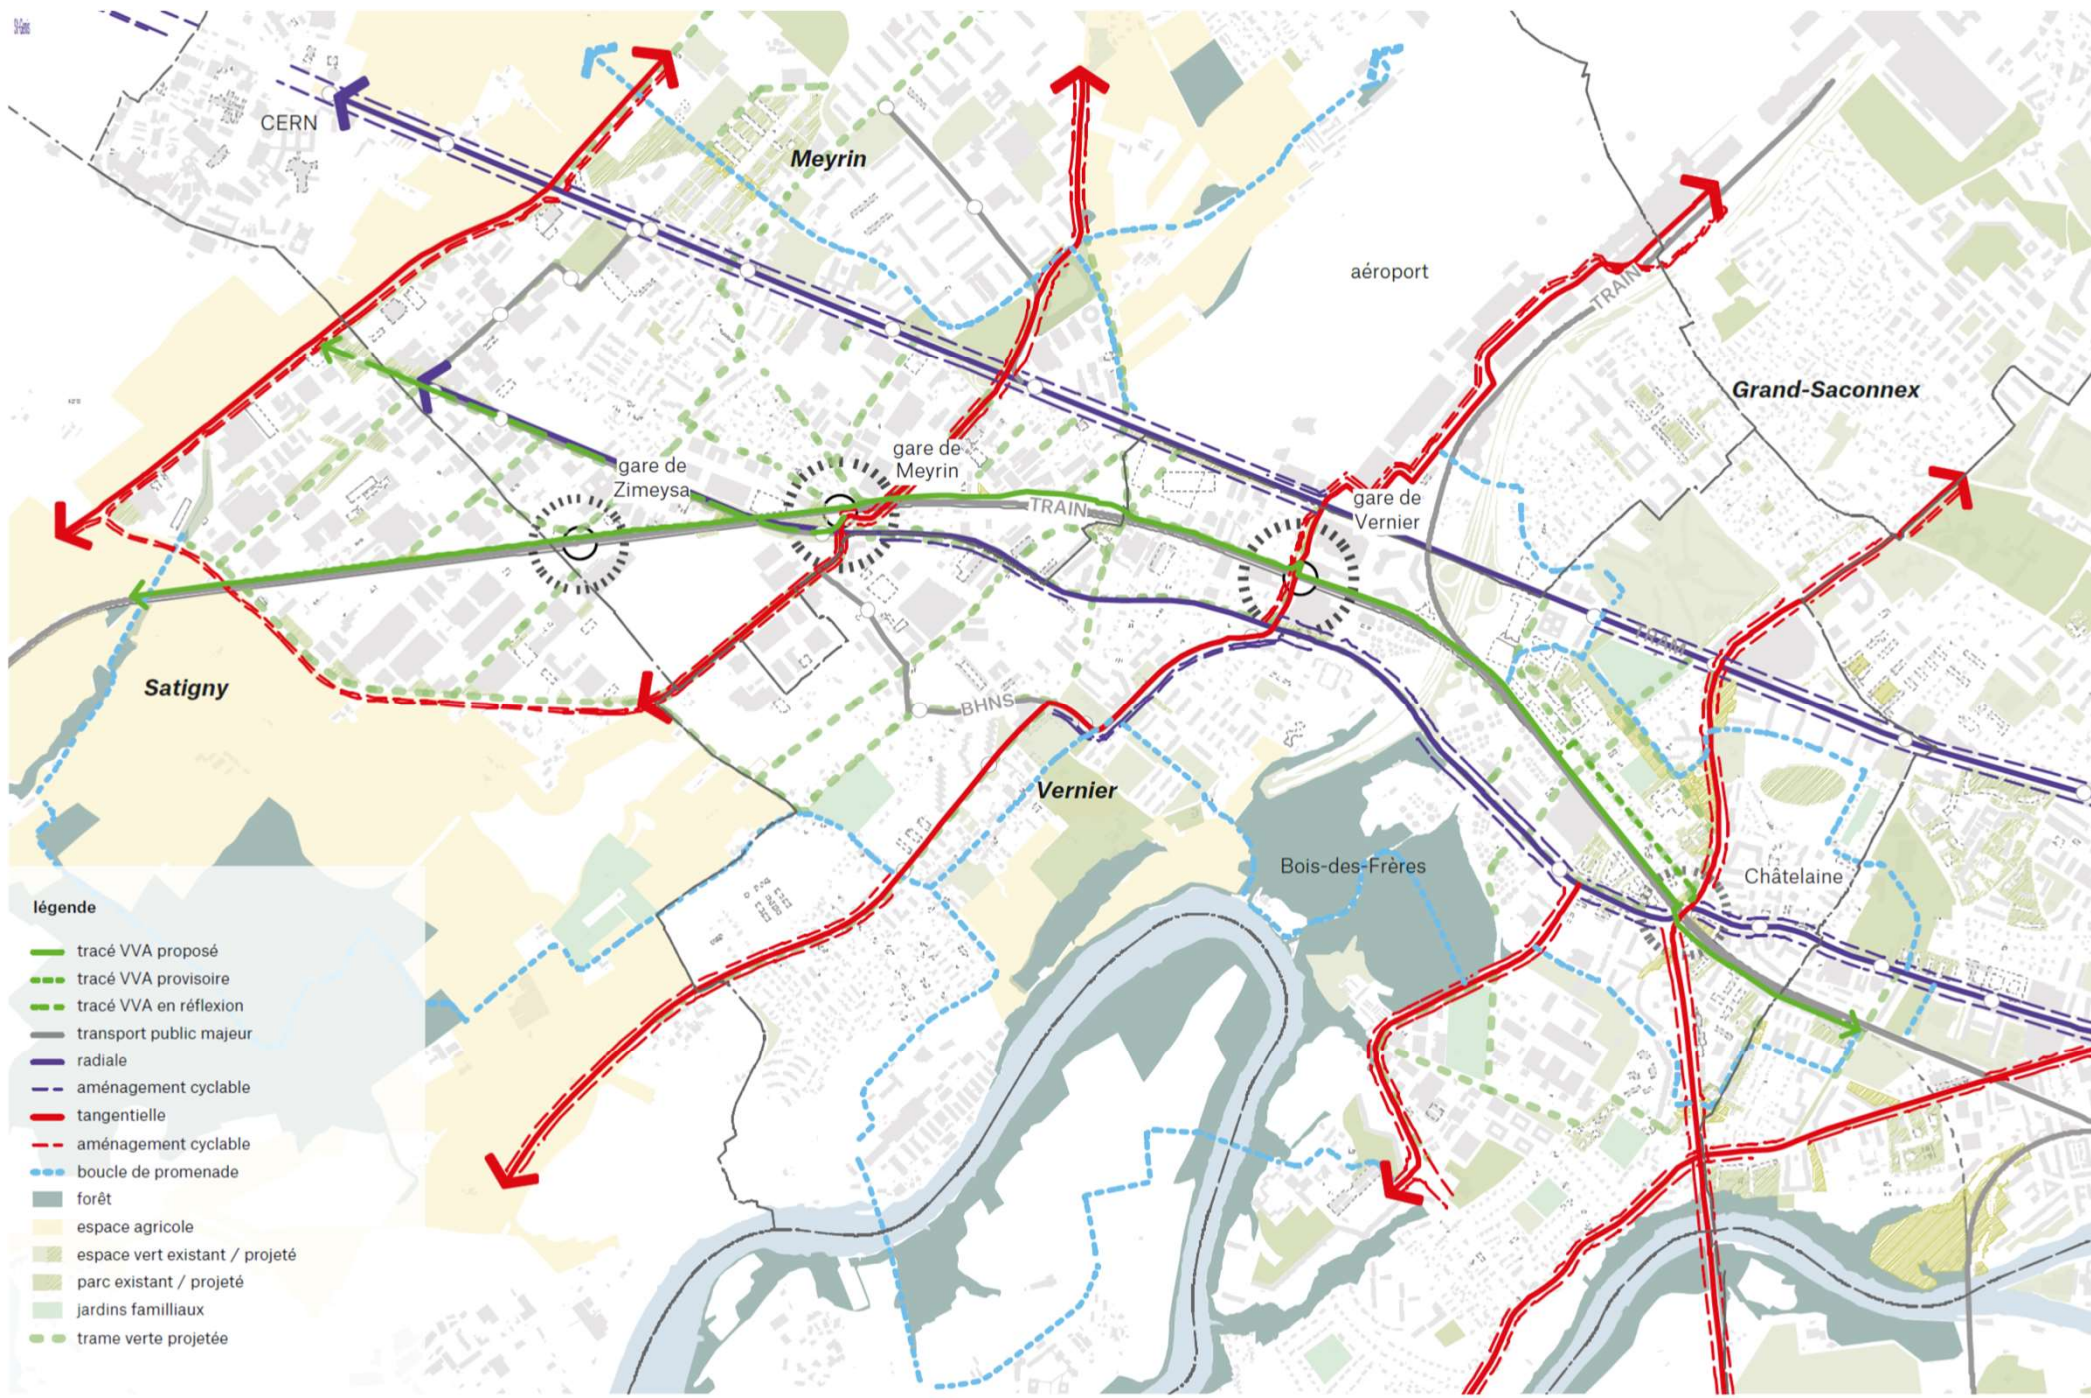 St-Genis
CERN
Meyrin
aéroport
TRAIN
Grand-Saconnex
gare de
Meyrin
gare de
Zimeysa
gare de
Vernier
TRAIN
TRAM
Satigny
BHNS
Vernier
Bois-des-Frères
Châtelaine
légende
tracé VVA proposé
tracé VVA provisoire
tracé VVA en réflexion
transport public majeur
radiale
aménagement cyclable
tangentielle
aménagement cyclable
boucle de promenade
forêt
espace agricole
espace vert existant / projeté
parc existant / projeté
jardins familliaux
trame verte projetée